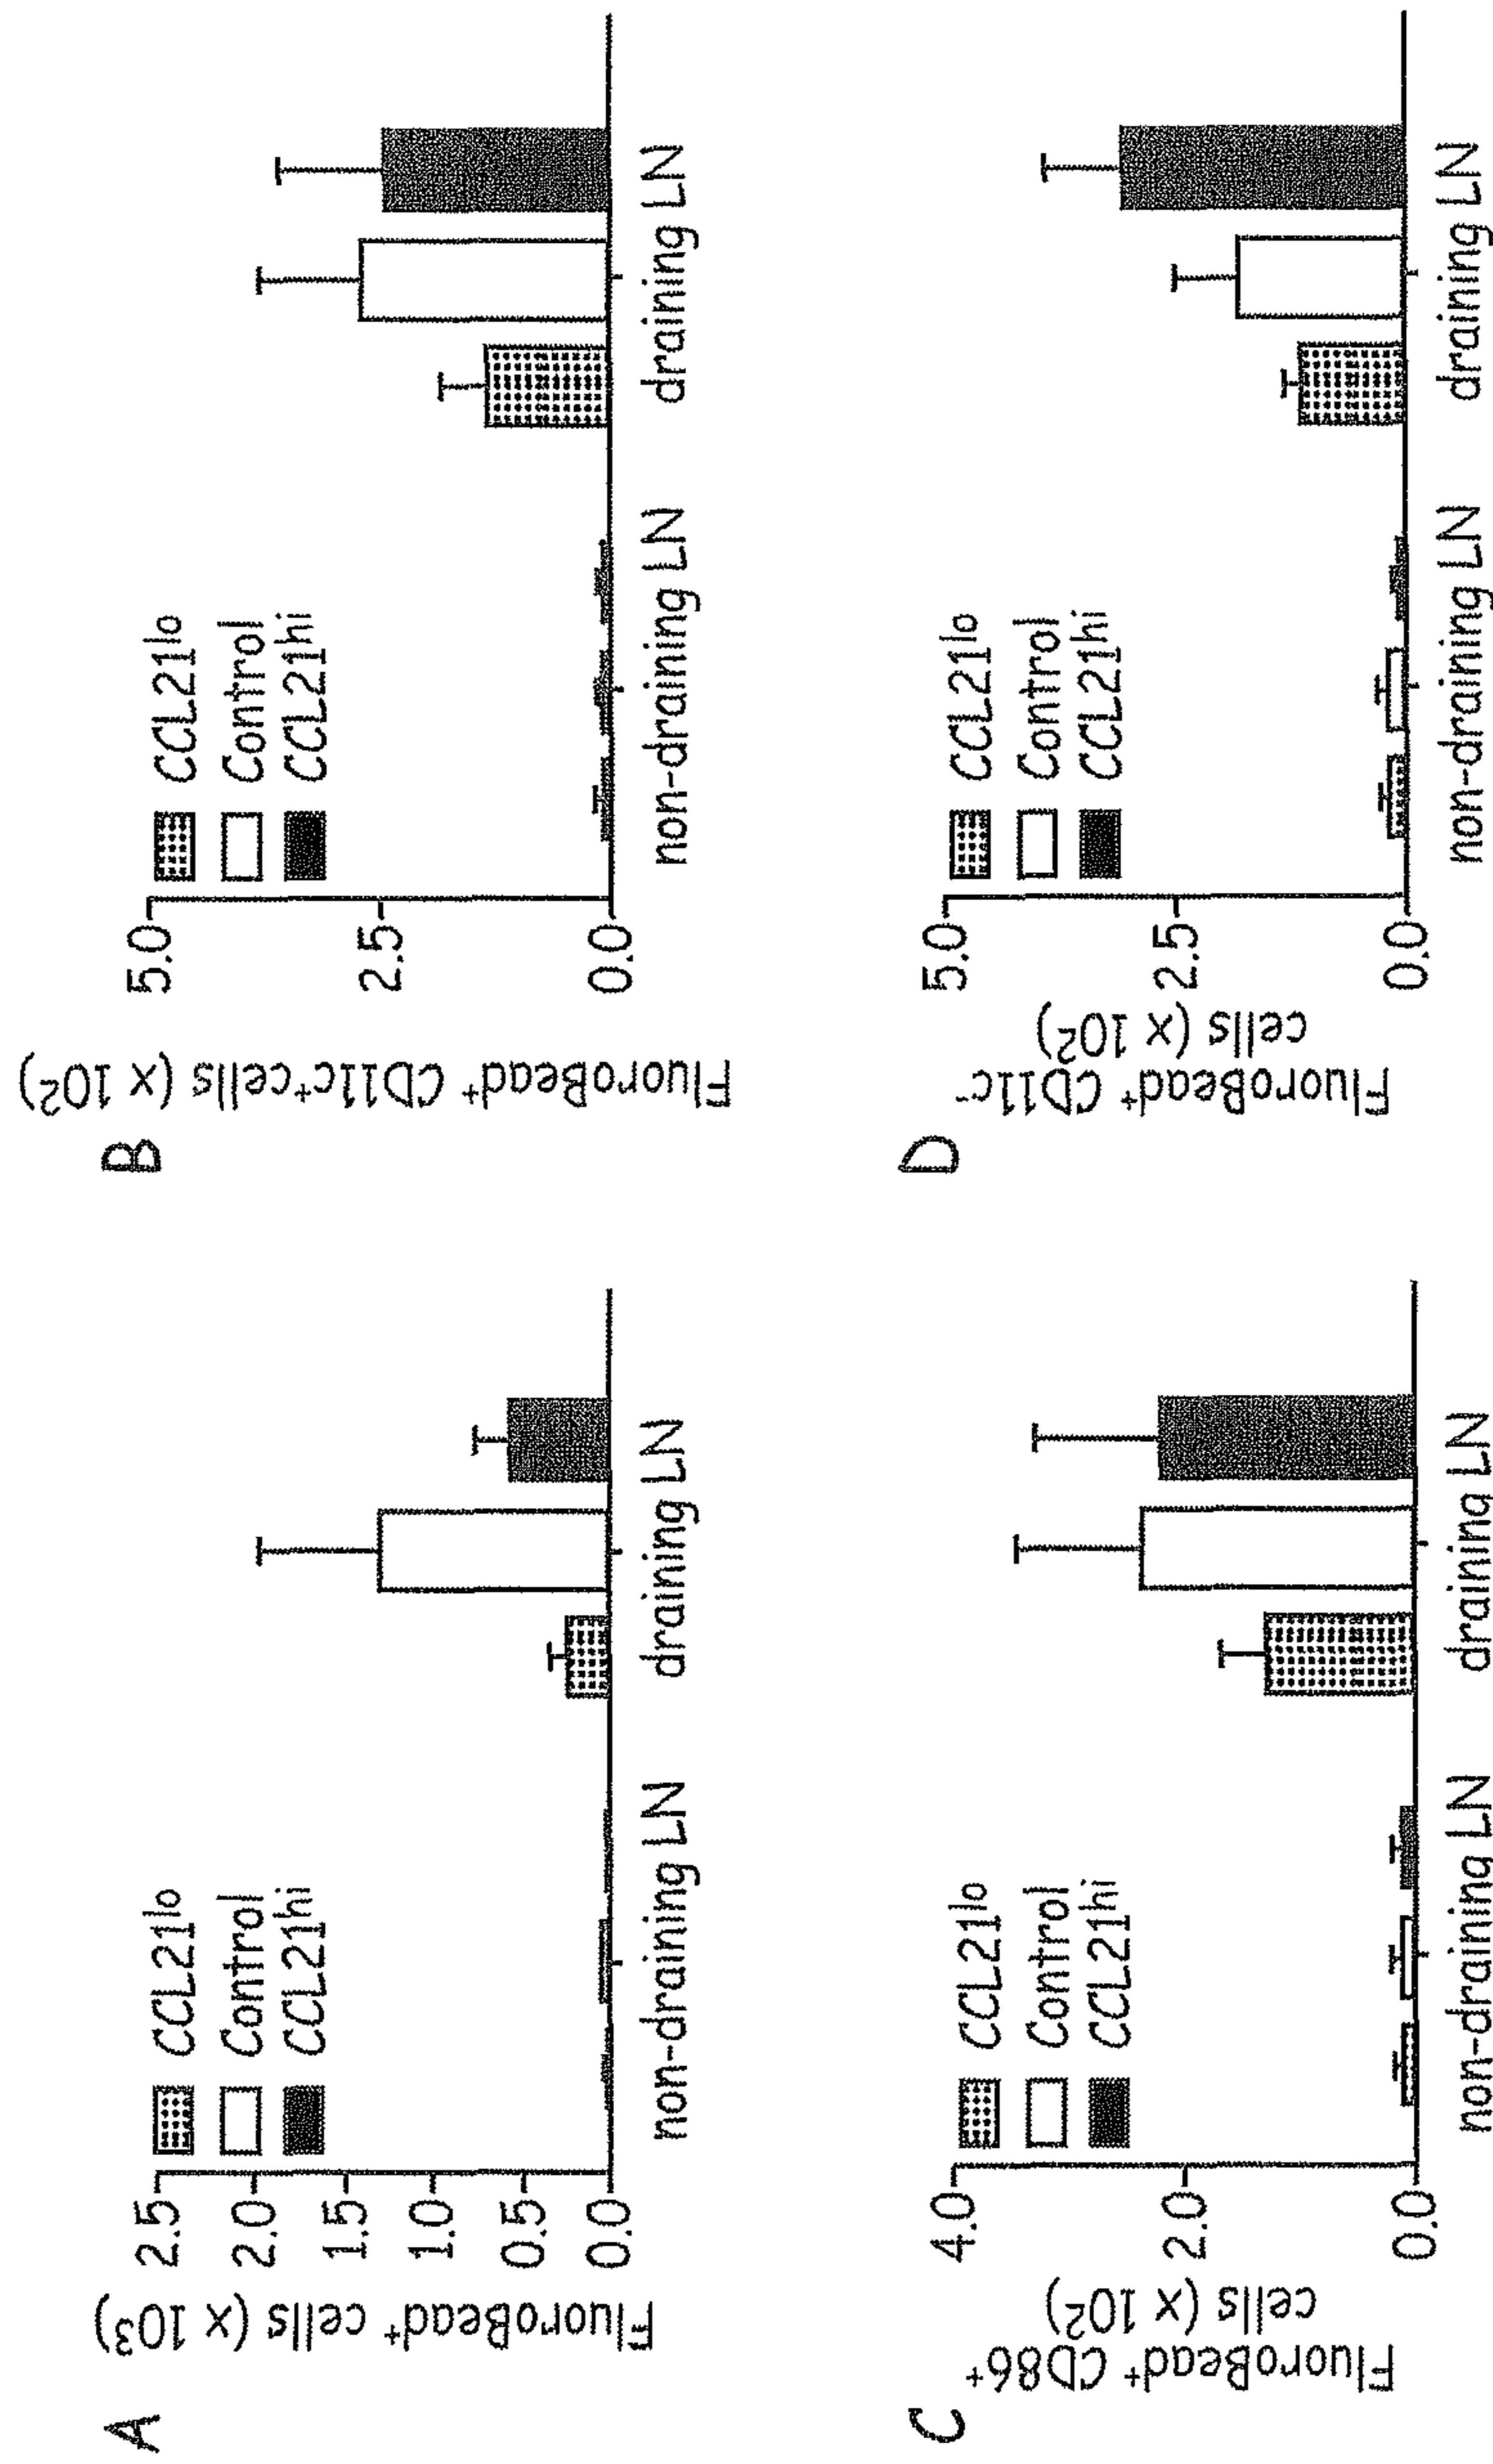 A
FluoroBead⁺ cells (x 10³)
2.5
2.0
1.5
1.0
0.5
0.0
CCL21lo
Control
CCL21hi
non-draining LN
draining LN
B
FluoroBead⁺ CD11c⁺cells (x 10²)
5.0
2.5
0.0
CCL21lo
Control
CCL21hi
non-draining LN
draining LN
C
FluoroBead⁺ CD86⁺
cells (x 10²)
4.0
2.0
0.0
CCL21lo
Control
CCL21hi
non-draining LN
draining LN
D
FluoroBead⁺ CD11c⁻
cells (x 10²)
5.0
2.5
0.0
CCL21lo
Control
CCL21hi
non-draining LN
draining LN